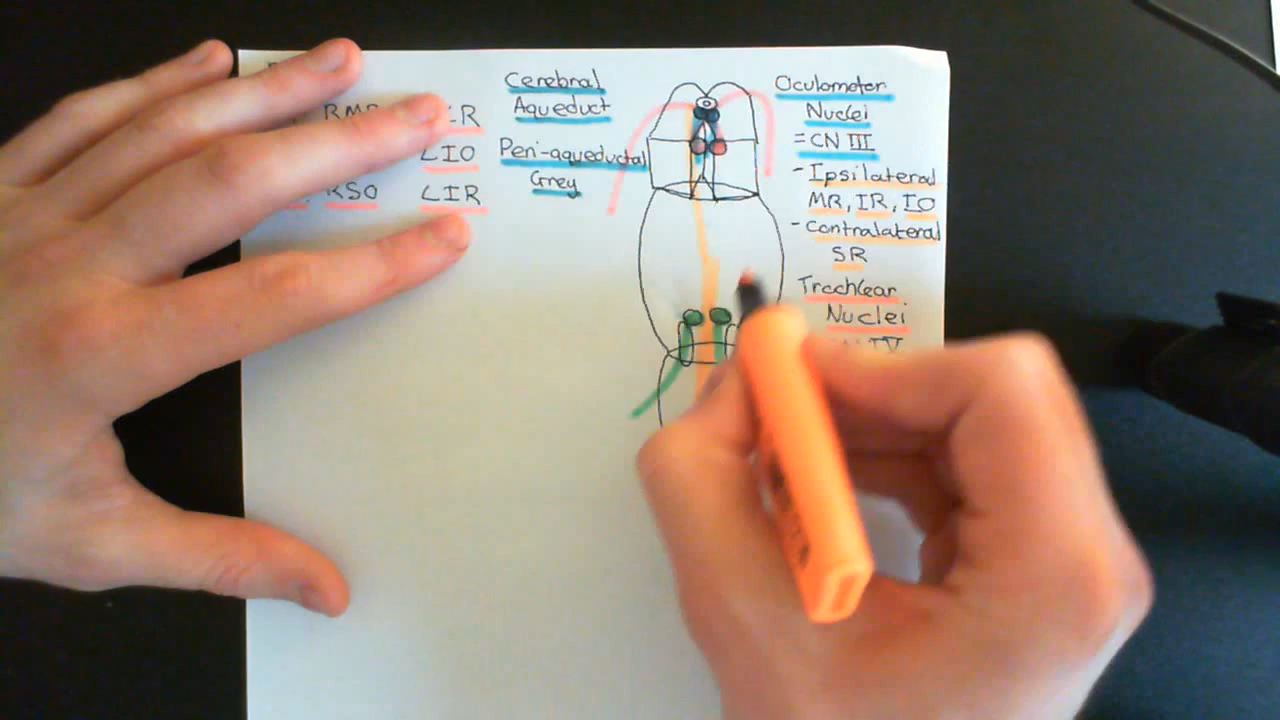 LR
LIO
RSO
LIR
Cerebral
Aqueduct
Peri-aqueductal
Grey
Oculomotor
Nuclei
= CN III
- Ipsilateral
MR, IR, IO
- Contralateral
SR
Trochlear
Nuclei
IV